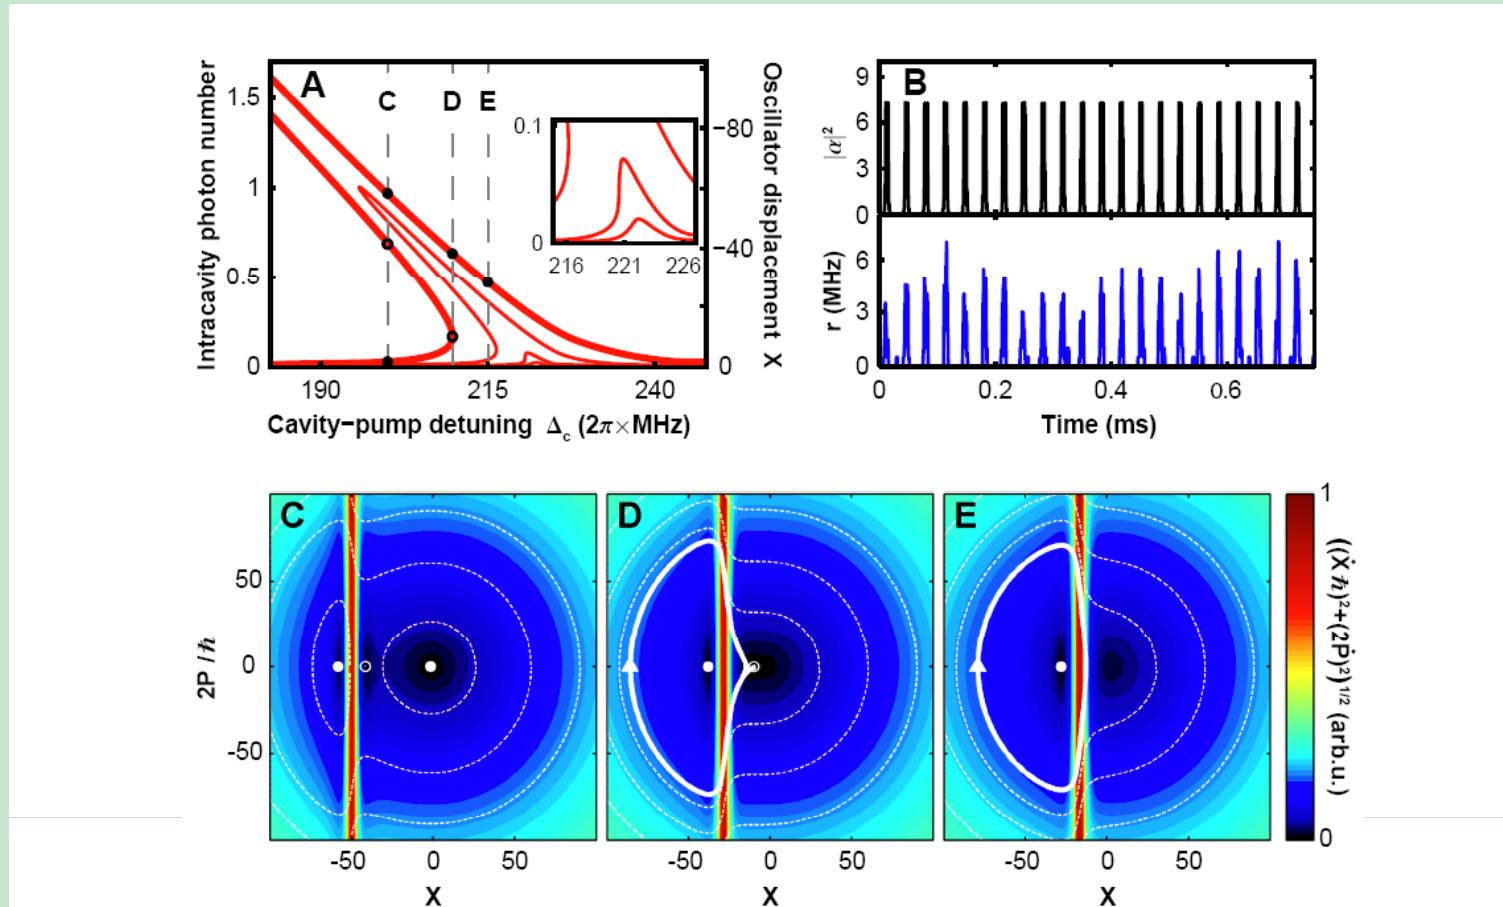 A
C D E
Intracavity photon number
1.5
1
0.5
0
190 215 240
Cavity−pump detuning Δc (2π×MHz)
−80
−40
0
Oscillator displacement X
0.1
0
216 221 226
B
9
6
3
0
|α|²
6
3
0
r (MHz)
0 0.2 0.4 0.6
Time (ms)
C
50
0
-50
2P / ℏ
-50 0 50
X
D
-50 0 50
X
E
-50 0 50
X
1
0
((Ẋ ℏ)²+(2Ṗ)²)^1/2 (arb.u.)